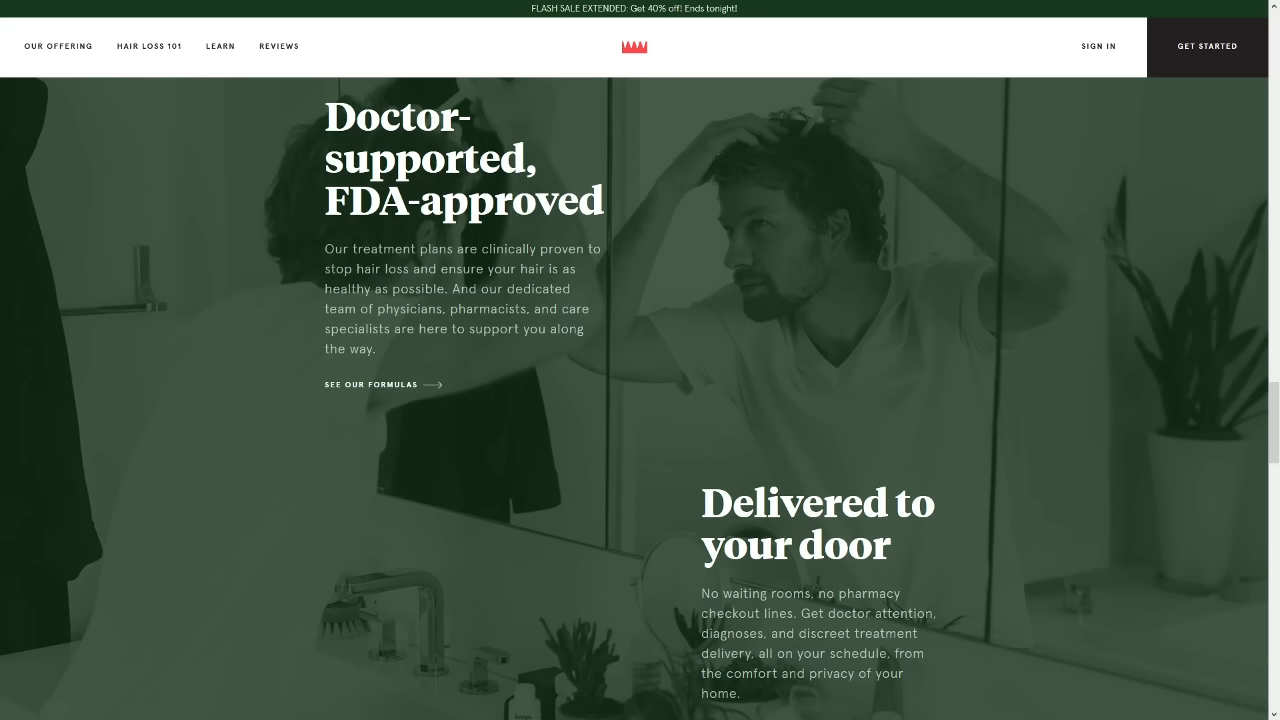 FLASH SALE EXTENDED: Get 40% off! Ends tonight!
OUR OFFERING HAIR LOSS 101 LEARN REVIEWS SIGN IN GET STARTED
Doctor-
supported,
FDA-approved
Our treatment plans are clinically proven to
stop hair loss and ensure your hair is as
healthy as possible. And our dedicated
team of physicians, pharmacists, and care
specialists are here to support you along
the way.
SEE OUR FORMULAS
Delivered to
your door
No waiting rooms, no pharmacy
checkout lines. Get doctor attention,
diagnoses, and discreet treatment
delivery, all on your schedule, from
the comfort and privacy of your
home.